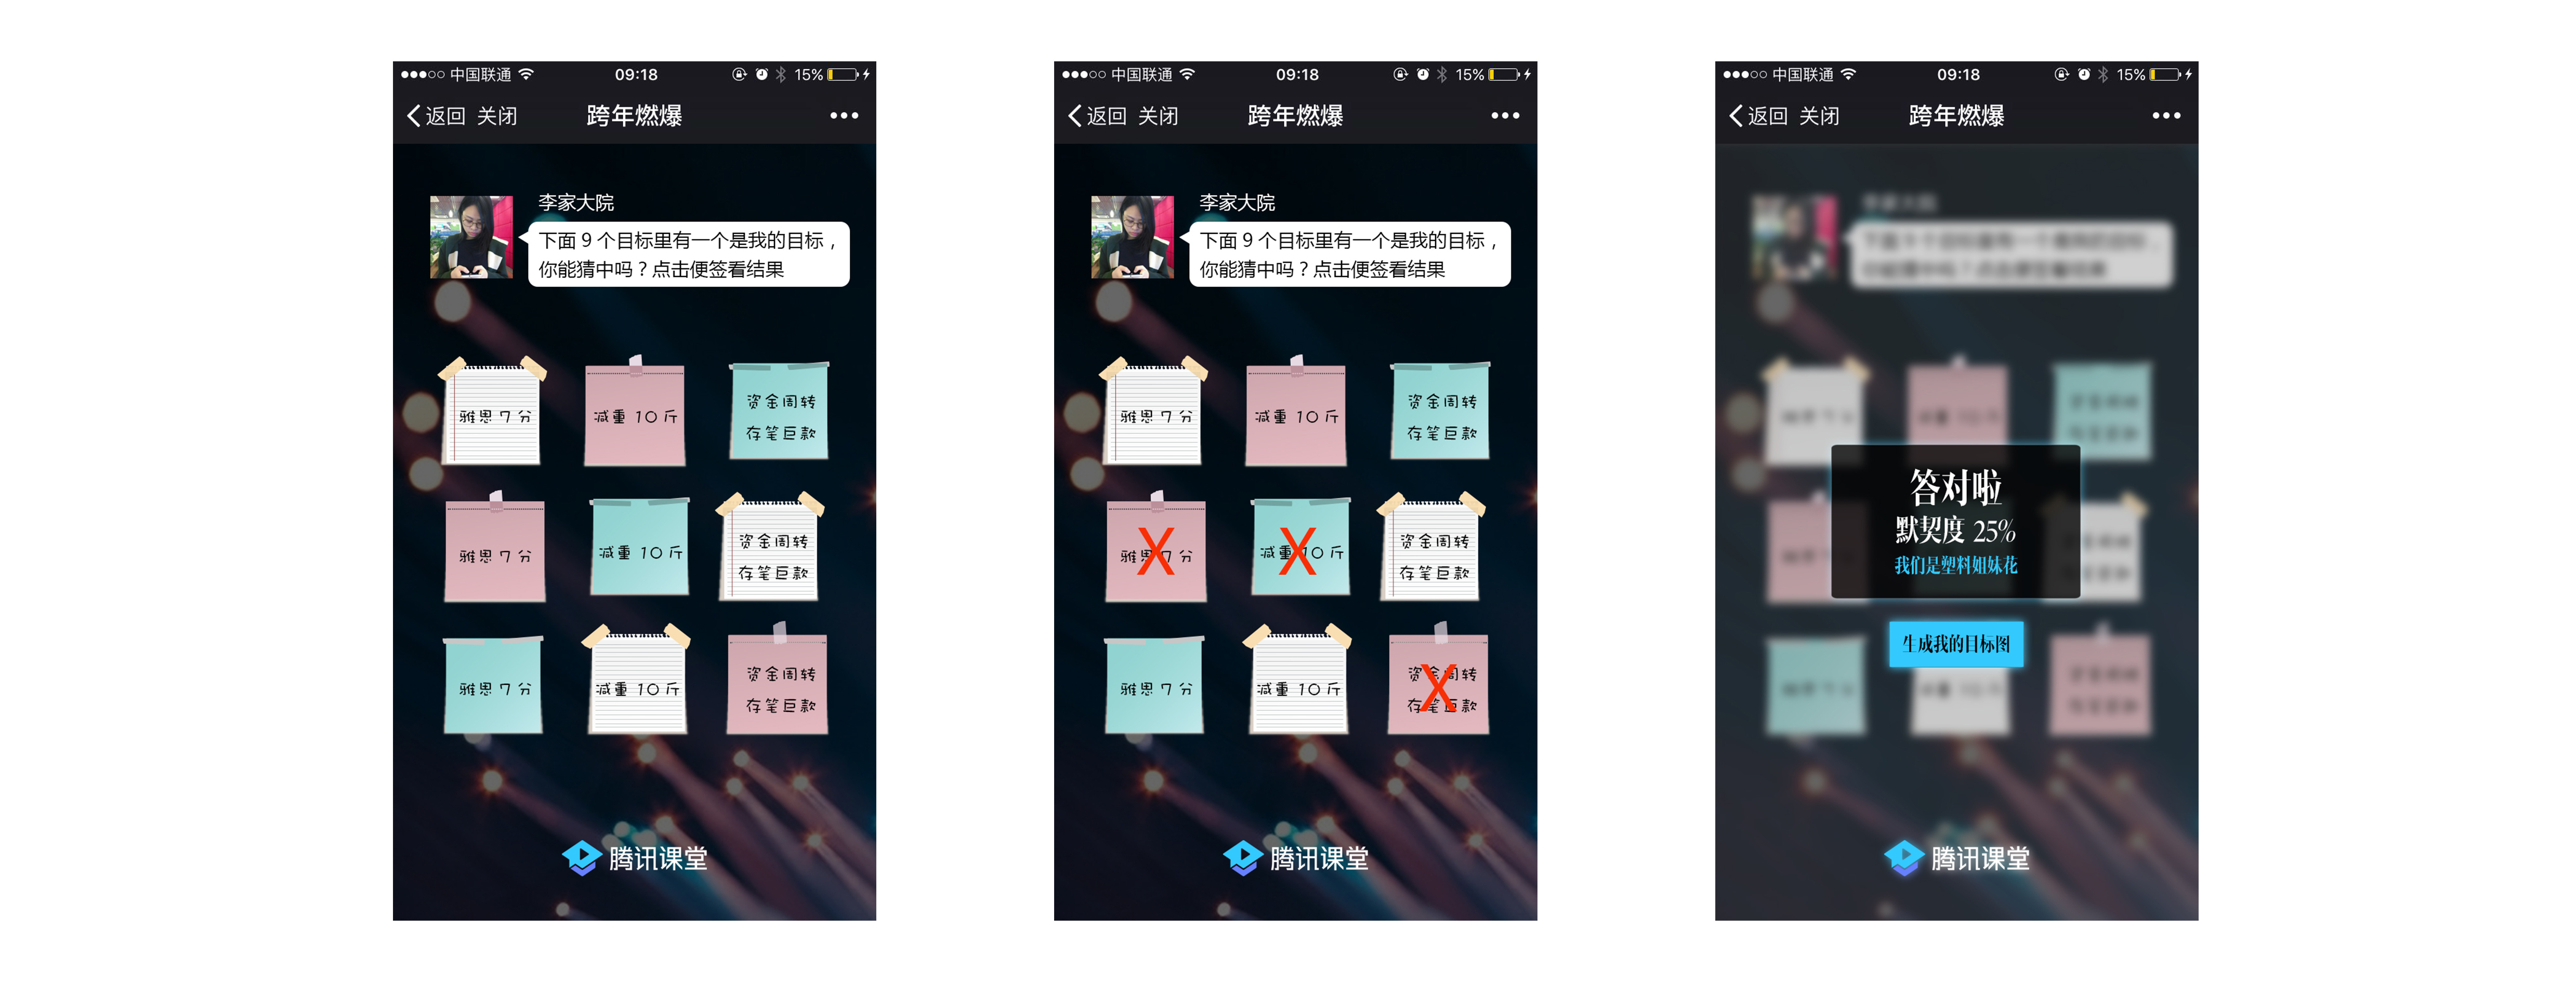 中国联通 09:18 15%
返回 关闭 跨年燃爆
李家大院
下面 9 个目标里有一个是我的目标，
你能猜中吗？点击便签看结果
雅思 7 分
减重 10 斤
资金周转
存笔巨款
雅思 7 分
减重 10 斤
资金周转
存笔巨款
雅思 7 分
减重 10 斤
资金周转
存笔巨款
腾讯课堂
中国联通 09:18 15%
返回 关闭 跨年燃爆
李家大院
下面 9 个目标里有一个是我的目标，
你能猜中吗？点击便签看结果
雅思 7 分
减重 10 斤
资金周转
存笔巨款
雅思 7 分
X
减重 10 斤
X
资金周转
存笔巨款
雅思 7 分
减重 10 斤
资金周转
存笔巨款
X
腾讯课堂
中国联通 09:18 15%
返回 关闭 跨年燃爆
答对啦
默契度 25%
我们是塑料姐妹花
生成我的目标图
腾讯课堂